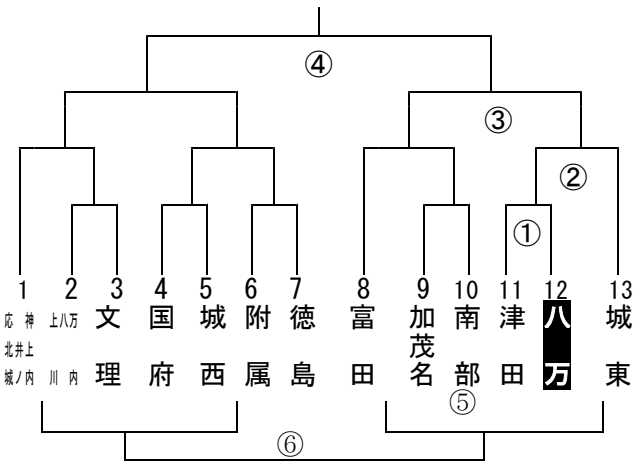 ④
③
②
①
1 2 3 4 5 6 7 8 9 10 11 12 13
応神 北井上 城ノ内
上八万 川内
文理
国府
城西
附属
徳島
富田
加茂名
南部
津田
八万
城東
⑤
⑥